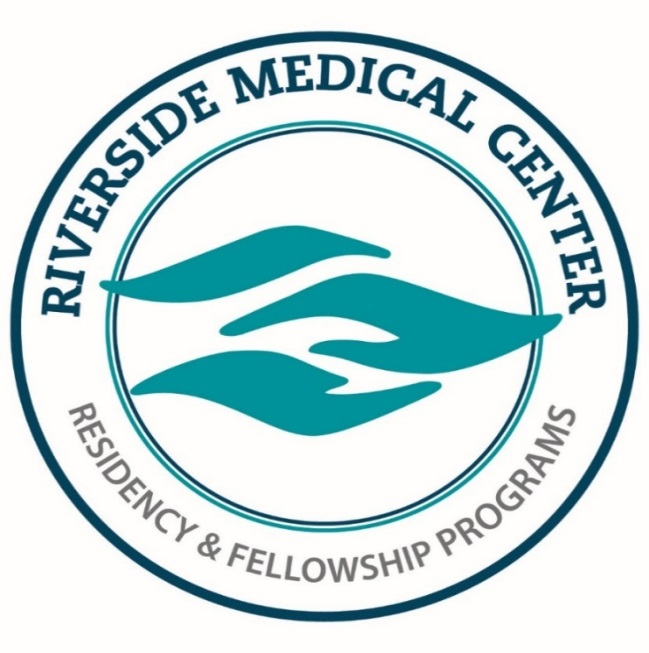 RIVERSIDE MEDICAL CENTER
RESIDENCY & FELLOWSHIP PROGRAMS